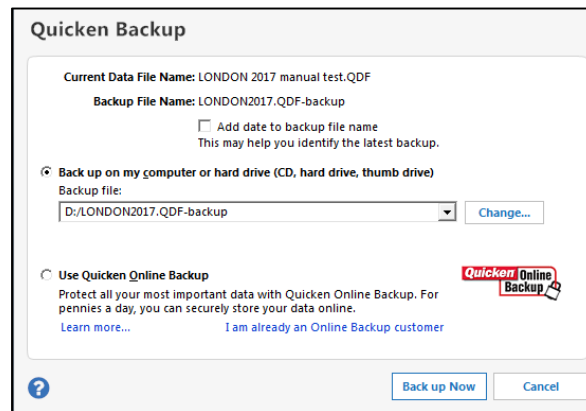 Quicken Backup
Current Data File Name: LONDON 2017 manual test.QDF
Backup File Name: LONDON2017.QDF-backup
Add date to backup file name
This may help you identify the latest backup.
Back up on my computer or hard drive (CD, hard drive, thumb drive)
Backup file:
D:/LONDON2017.QDF-backup
Change...
Use Quicken Online Backup
Quicken Online
Backup
Protect all your most important data with Quicken Online Backup. For
pennies a day, you can securely store your data online.
Learn more... I am already an Online Backup customer
? Back up Now Cancel